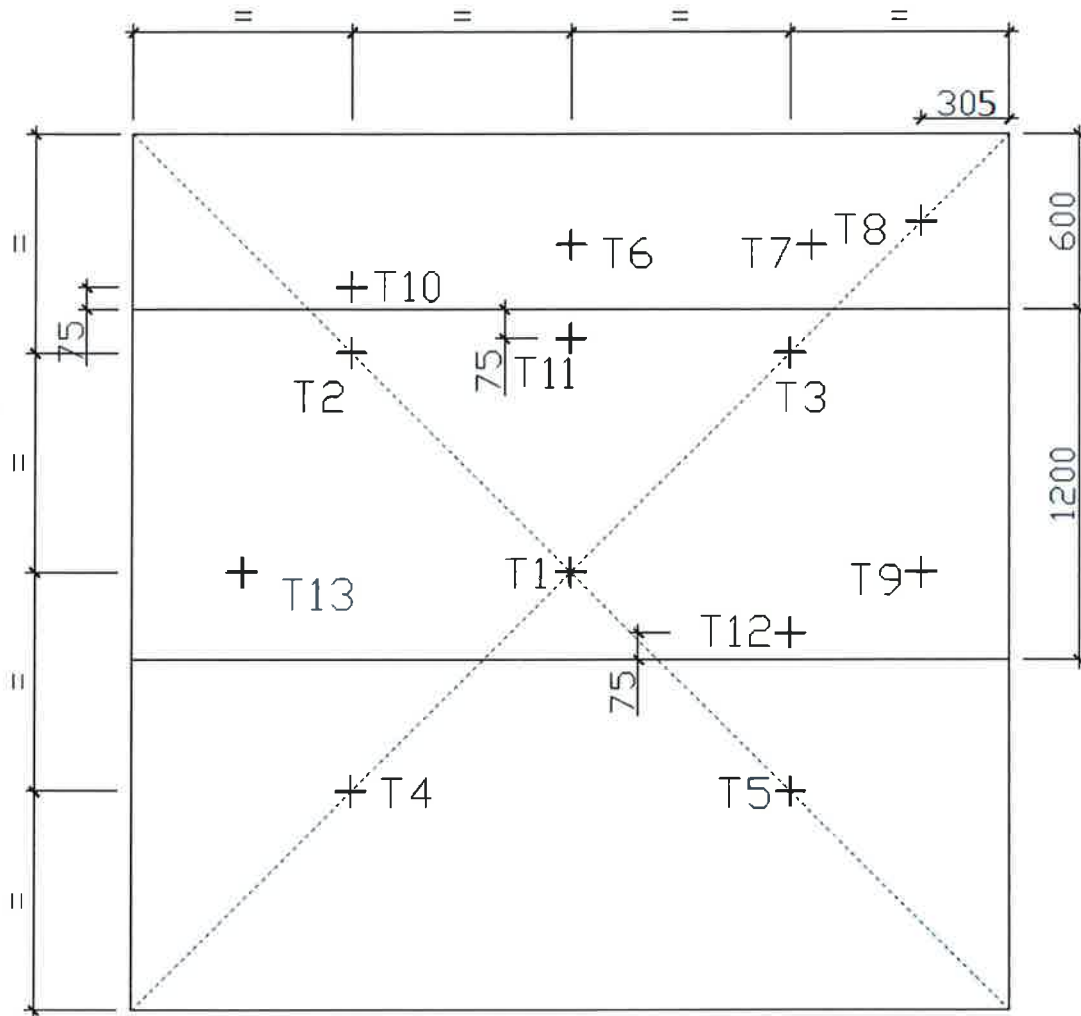 = = = =
305
600
=
T8
T6 T7
T10
75
75
T11
T2 T3
=
1200
T1 T9
T13
T12
=
75
T4 T5
=